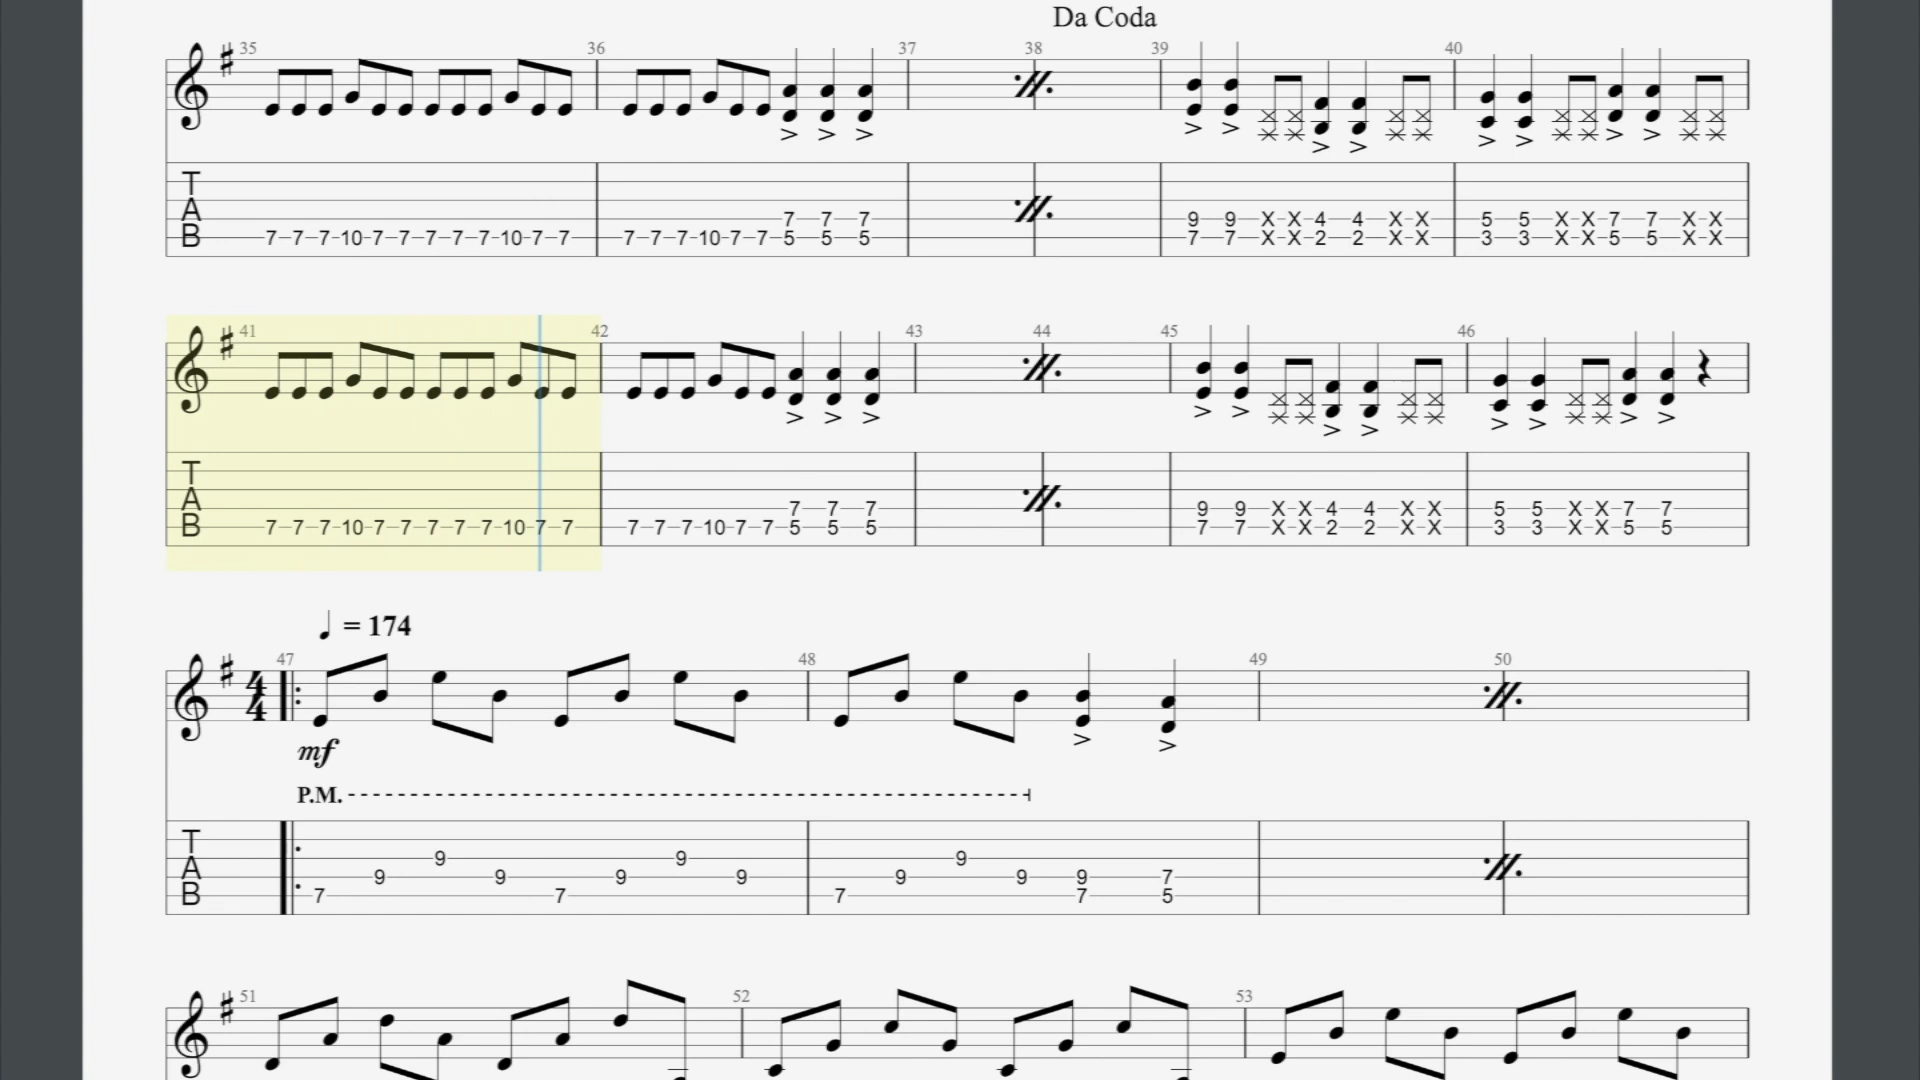 Da Coda
35 36 37 38 39 40
7 7 7 9 9 X X 4 4 X X 5 5 X X 7 7 X X
7 7 7 10 7 7 7 7 7 10 7 7 7 7 7 10 7 7 5 5 5 7 7 X X 2 2 X X 3 3 X X 5 5 X X
T
A
B
41 42 43 44 45 46
7 7 7 9 9 X X 4 4 X X 5 5 X X 7 7
7 7 7 10 7 7 7 7 7 10 7 7 7 7 7 10 7 7 5 5 5 7 7 X X 2 2 X X 3 3 X X 5 5
T
A
B
♩ = 174
47 48 49 50
4
4
mf
P.M.
T
A
B
9 9 9
9 9 9 9 9 9 9 7
7 7 7 7 5
51 52 53